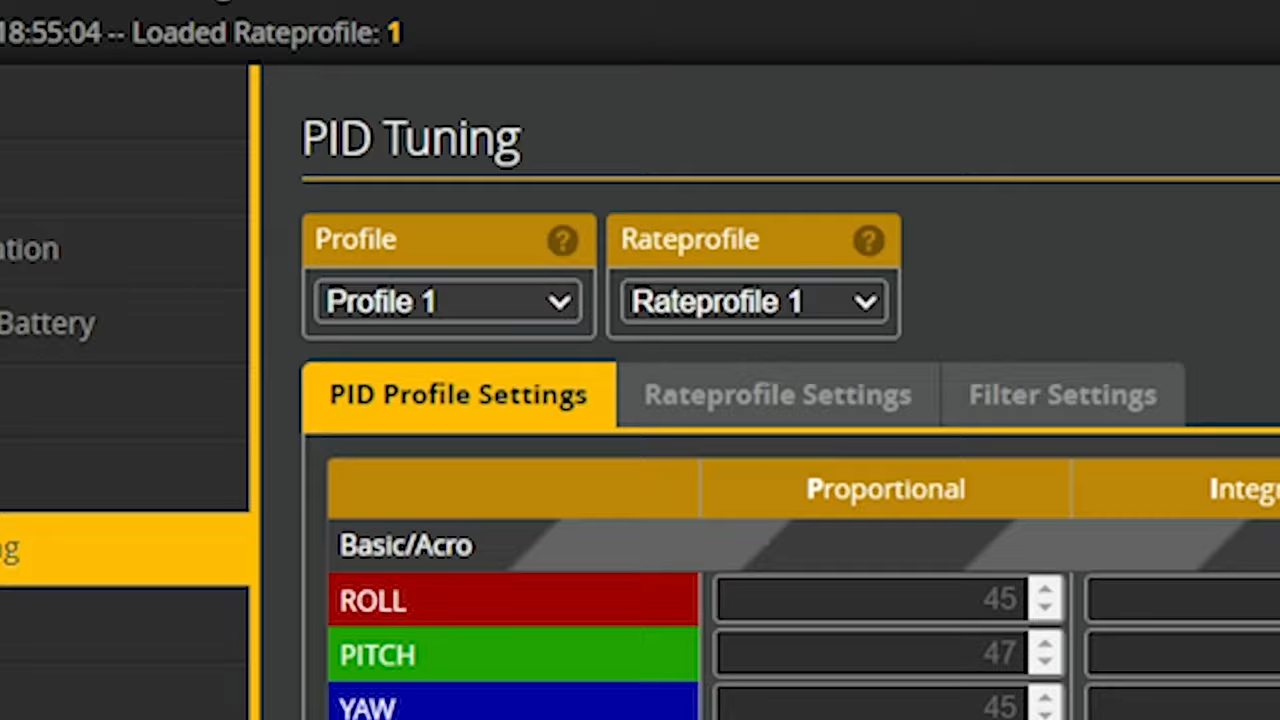 18:55:04 -- Loaded Rateprofile: 1
PID Tuning
Profile ? Rateprofile ?
Profile 1 Rateprofile 1
Battery
PID Profile Settings Rateprofile Settings Filter Settings
Proportional
Basic/Acro
ROLL 45
PITCH 47
YAW 45